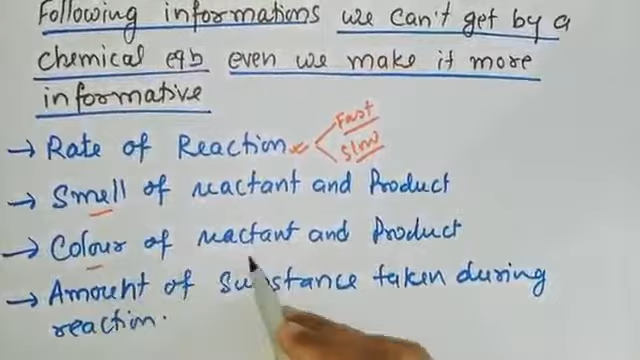 Following informations we can't get by a
chemical eqb even we make it more
informative
→ Rate of Reaction Fast
Slow
→ Smell of reactant and Product
→ Colour of reactant and Product
→ Amount of Substance taken during
reaction.